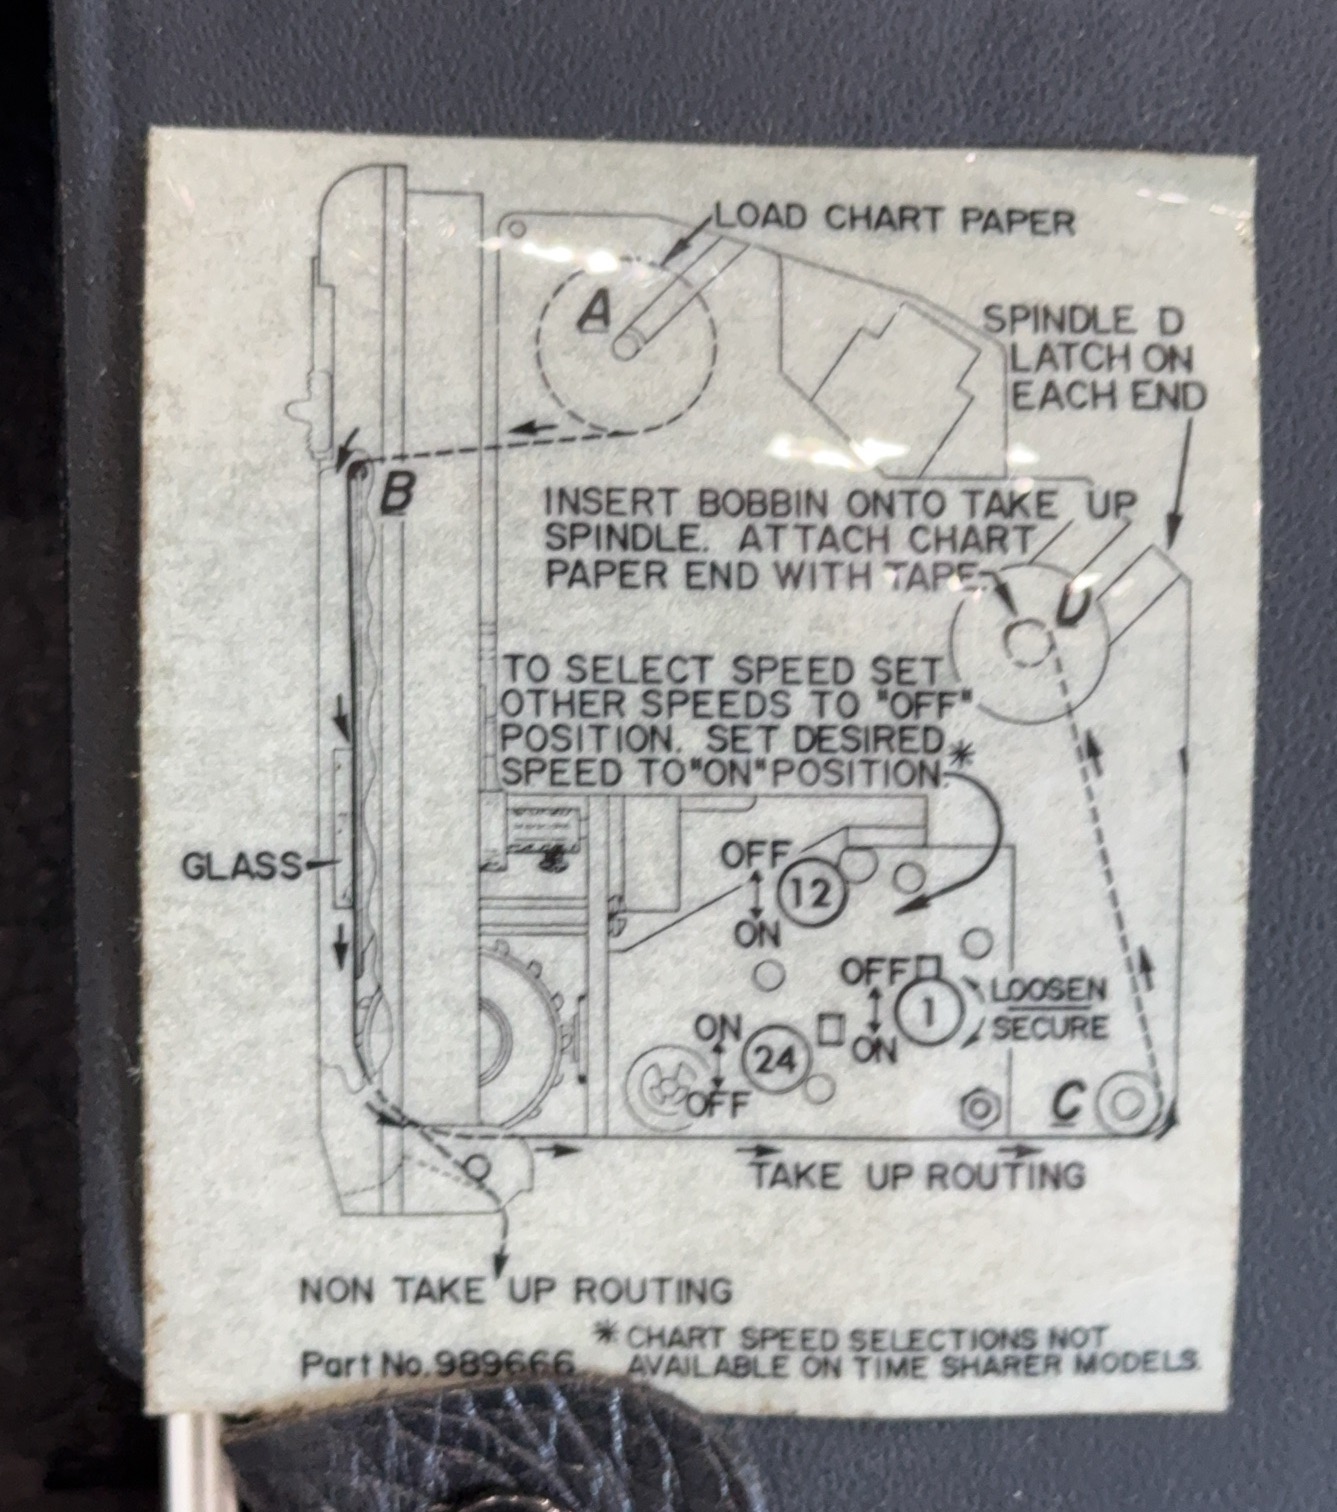 LOAD CHART PAPER
A
SPINDLE D
LATCH ON
EACH END
B
INSERT BOBBIN ONTO TAKE UP
SPINDLE. ATTACH CHART
PAPER END WITH TAPE
D
TO SELECT SPEED SET
OTHER SPEEDS TO "OFF"
POSITION. SET DESIRED
SPEED TO "ON" POSITION.*
GLASS
OFF
12
ON
OFF
1
ON
LOOSEN
SECURE
ON
24
OFF
C
TAKE UP ROUTING
NON TAKE UP ROUTING
* CHART SPEED SELECTIONS NOT
AVAILABLE ON TIME SHARER MODELS.
Part No. 989666